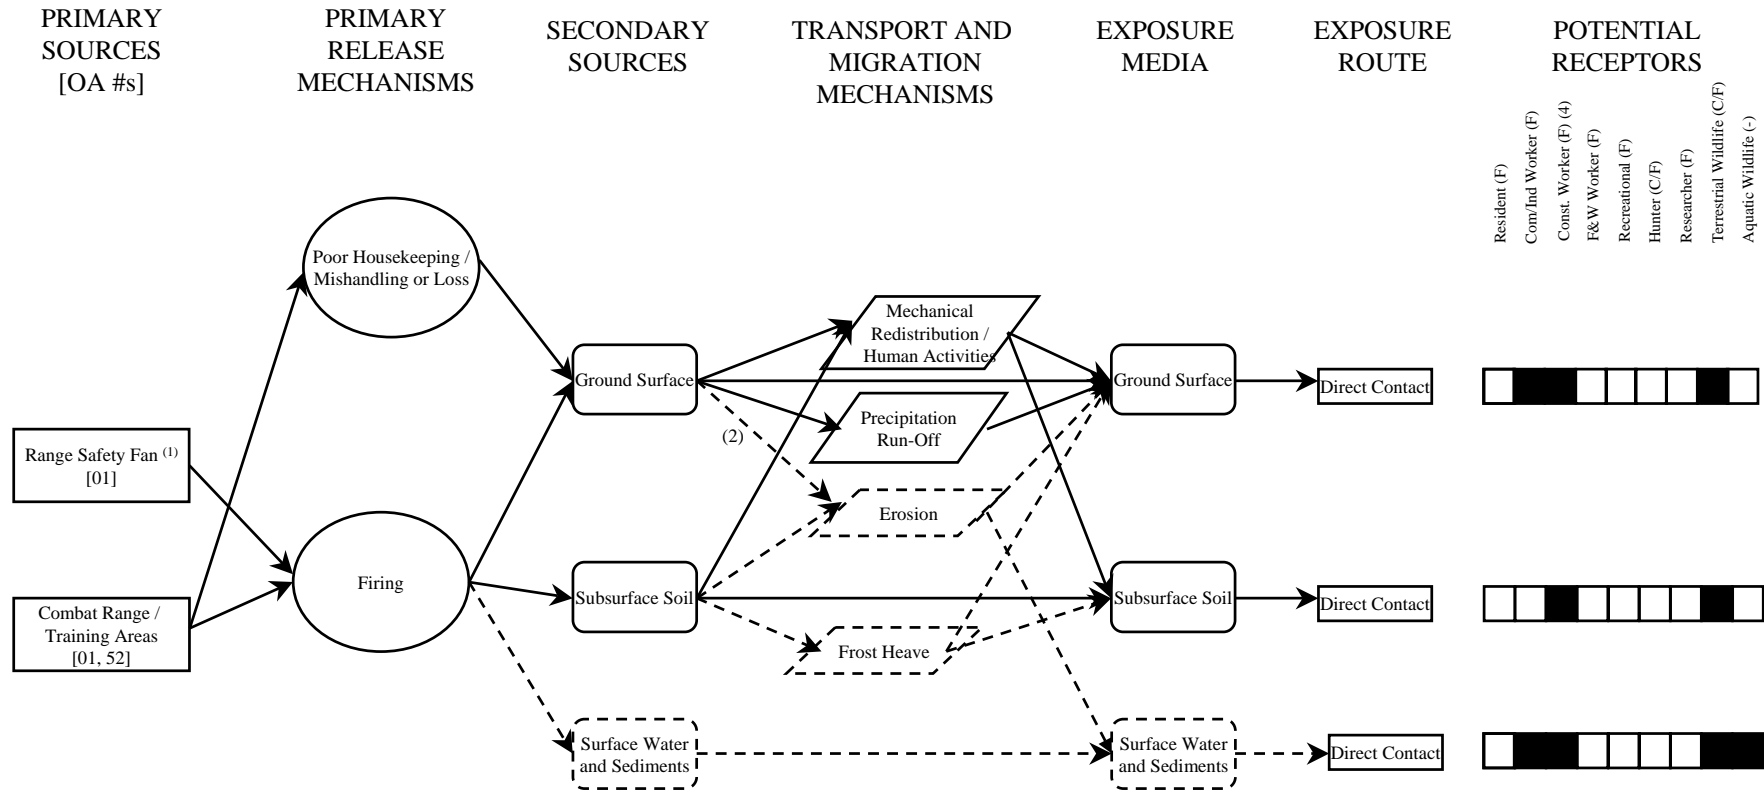 PRIMARY
SOURCES
[OA #s]
PRIMARY
RELEASE
MECHANISMS
SECONDARY
SOURCES
TRANSPORT AND
MIGRATION
MECHANISMS
EXPOSURE
MEDIA
EXPOSURE
ROUTE
POTENTIAL
RECEPTORS
Resident (F)
Com/Ind Worker (F)
Const. Worker (F) (4)
F&W Worker (F)
Recreational (F)
Hunter (C/F)
Researcher (F)
Terrestrial Wildlife (C/F)
Aquatic Wildlife (-)
Poor Housekeeping /
Mishandling or Loss
Mechanical
Redistribution /
Human Activities
Ground Surface
Ground Surface
Direct Contact
Precipitation
Run-Off
(2)
Range Safety Fan (1)
[01]
Erosion
Firing
Subsurface Soil
Subsurface Soil
Direct Contact
Combat Range /
Training Areas
[01, 52]
Frost Heave
Surface Water
and Sediments
Surface Water
and Sediments
Direct Contact